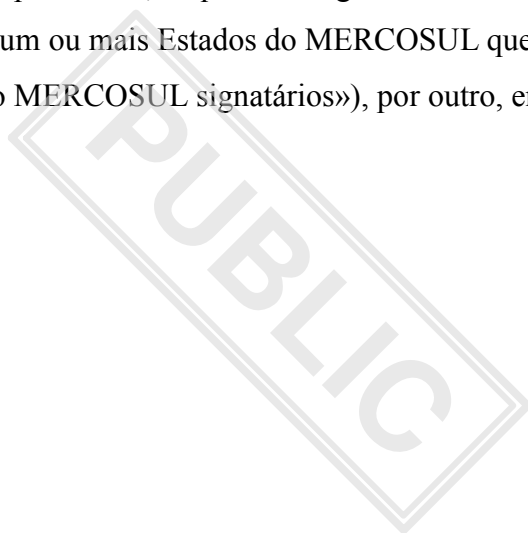 um ou mais Estados do MERCOSUL que
MERCOSUL signatários»), por outro,
PUBLIC